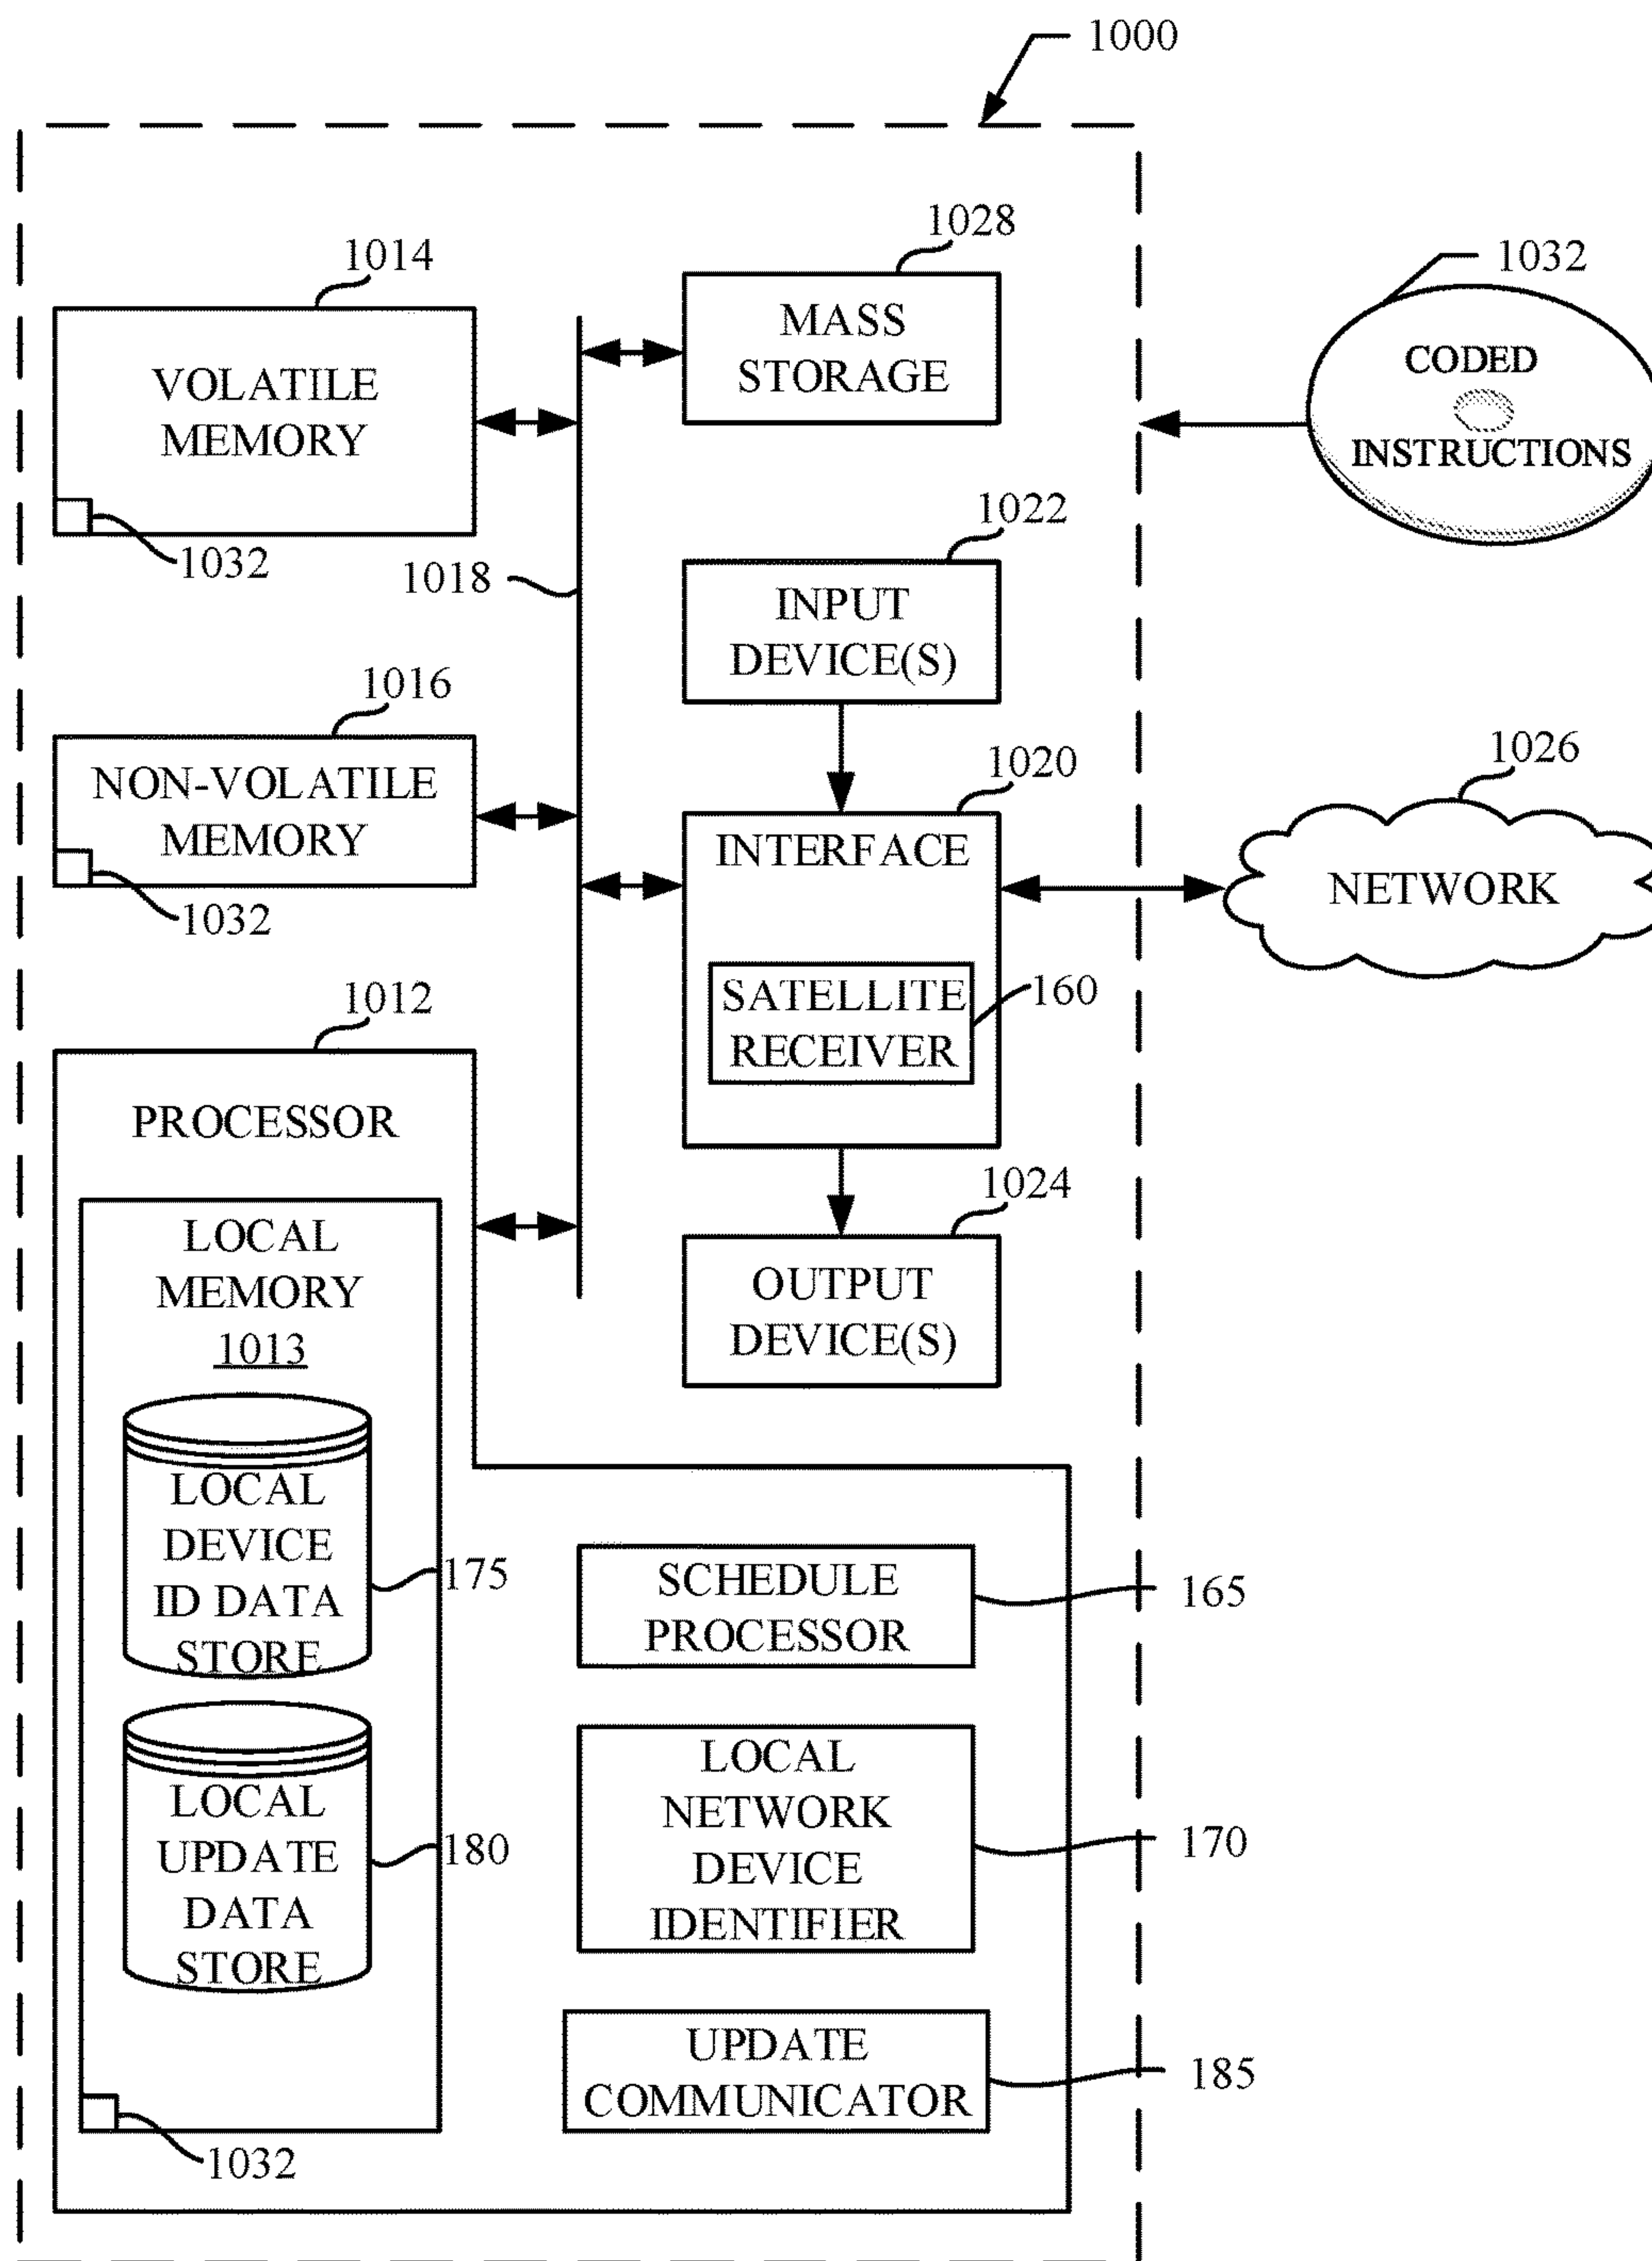 1000
1028
1014
1032
MASS
STORAGE
VOLATILE
MEMORY
CODED
INSTRUCTIONS
1022
1032
1018
INPUT
DEVICE(S)
1016
1026
1020
NON-VOLATILE
MEMORY
INTERFACE
NETWORK
1032
SATELLITE
RECEIVER
160
1012
PROCESSOR
1024
LOCAL
MEMORY
1013
OUTPUT
DEVICE(S)
LOCAL
DEVICE
ID DATA
STORE
175
SCHEDULE
PROCESSOR
165
LOCAL
UPDATE
DATA
STORE
180
LOCAL
NETWORK
DEVICE
IDENTIFIER
170
UPDATE
COMMUNICATOR
185
1032